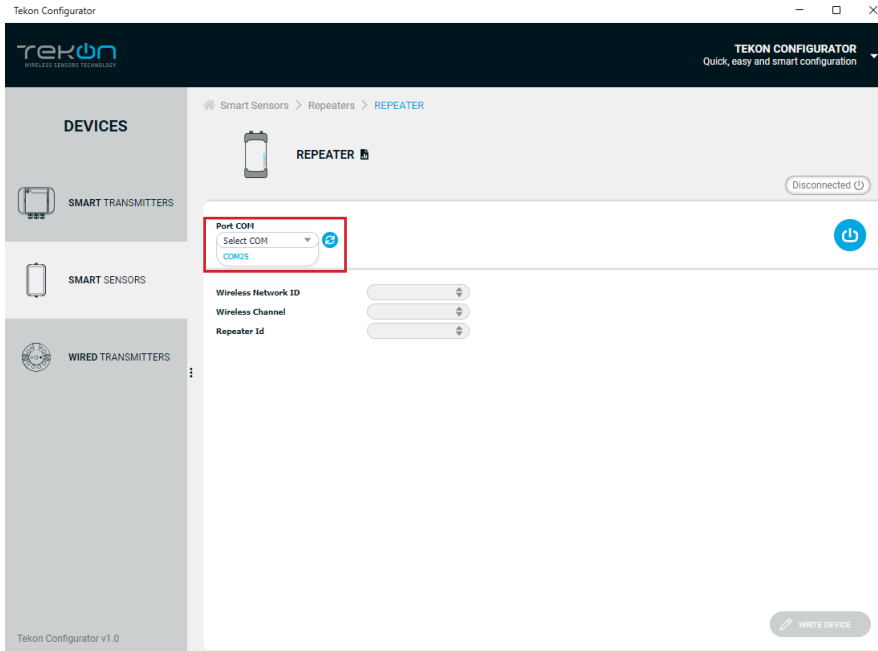 Tekon Configurator
TEKON
WIRELESS SENSORS TECHNOLOGY
TEKON CONFIGURATOR
Quick, easy and smart configuration
DEVICES
SMART TRANSMITTERS
SMART SENSORS
WIRED TRANSMITTERS
Tekon Configurator v1.0
Smart Sensors > Repeaters > REPEATER
REPEATER
Disconnected
Port COM
Select COM
COM25
Wireless Network ID
Wireless Channel
Repeater Id
WRITE DEVICE